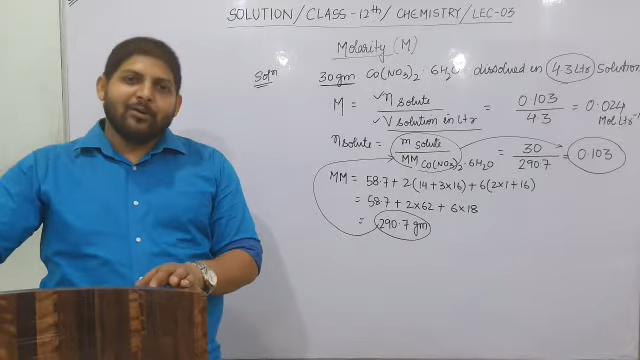 SOLUTION/CLASS-12th/CHEMISTRY/LEC-03
Molarity (M)
Soln 30gm Co(NO3)2·6H2O dissolved in 4.3 Ltr Solution
M = ✓n solute / ✓V solution in Ltr = 0.103 / 4.3 = 0.024 Mol Ltr⁻¹
n solute = m solute / MM Co(NO3)2·6H2O = 30 / 290.7 = 0.103
MM = 58.7 + 2(14+3×16) + 6(2×1+16)
= 58.7 + 2×62 + 6×18
= 290.7 gm